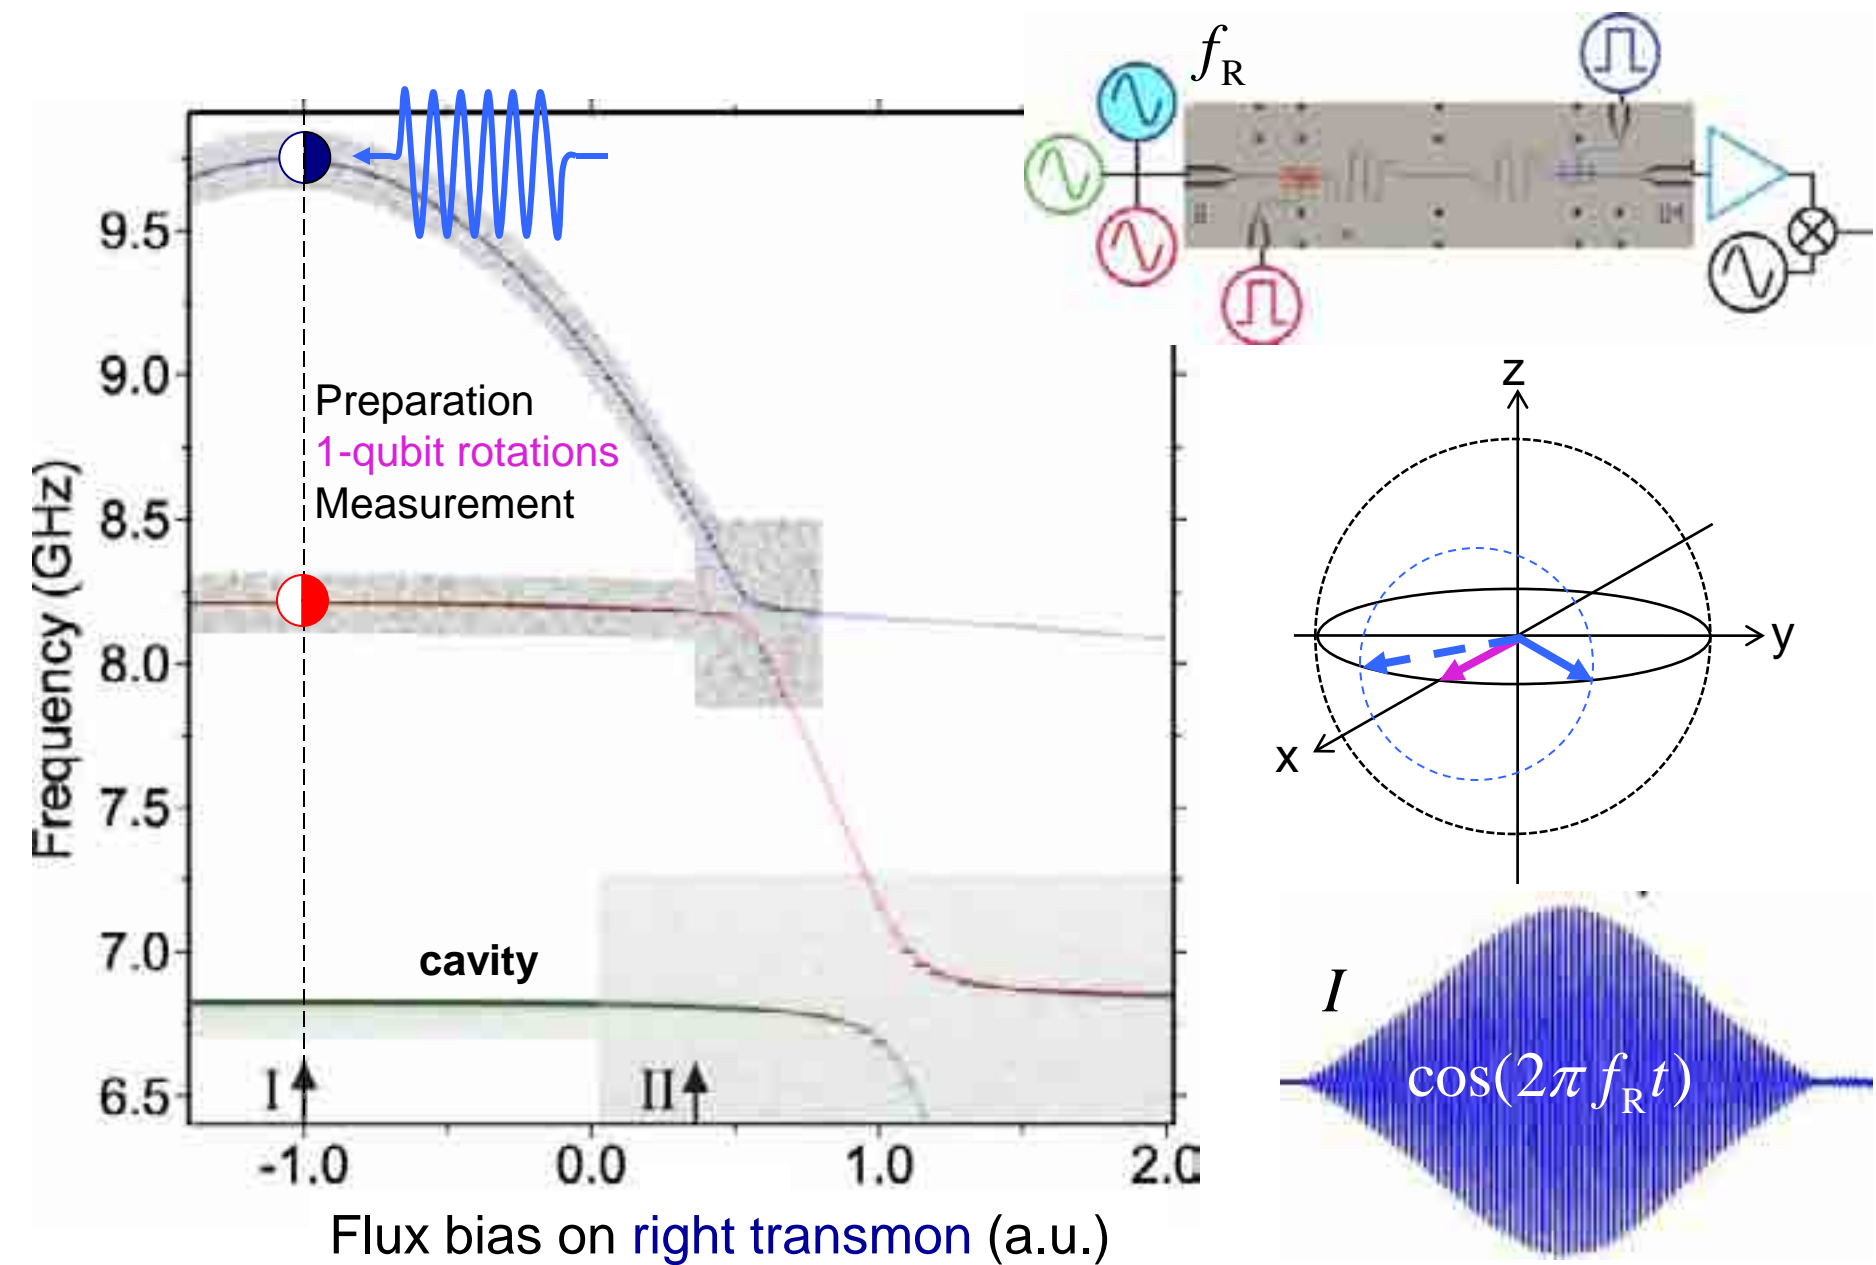 f_R
9.5
9.0
8.5
8.0
7.5
7.0
6.5
Frequency (GHz)
Preparation
1-qubit rotations
Measurement
cavity
I
II
-1.0
0.0
1.0
2.0
Flux bias on right transmon (a.u.)
z
y
x
I
cos(2π f_R t)